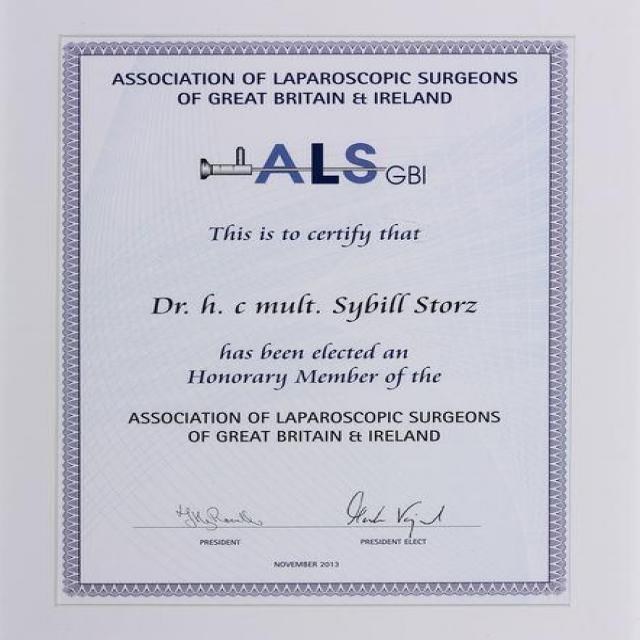 ASSOCIATION OF LAPAROSCOPIC SURGEONS
OF GREAT BRITAIN & IRELAND
ALS GBI
This is to certify that
Dr. h. c mult. Sybill Storz
has been elected an
Honorary Member of the
ASSOCIATION OF LAPAROSCOPIC SURGEONS
OF GREAT BRITAIN & IRELAND
PRESIDENT PRESIDENT ELECT
NOVEMBER 2013